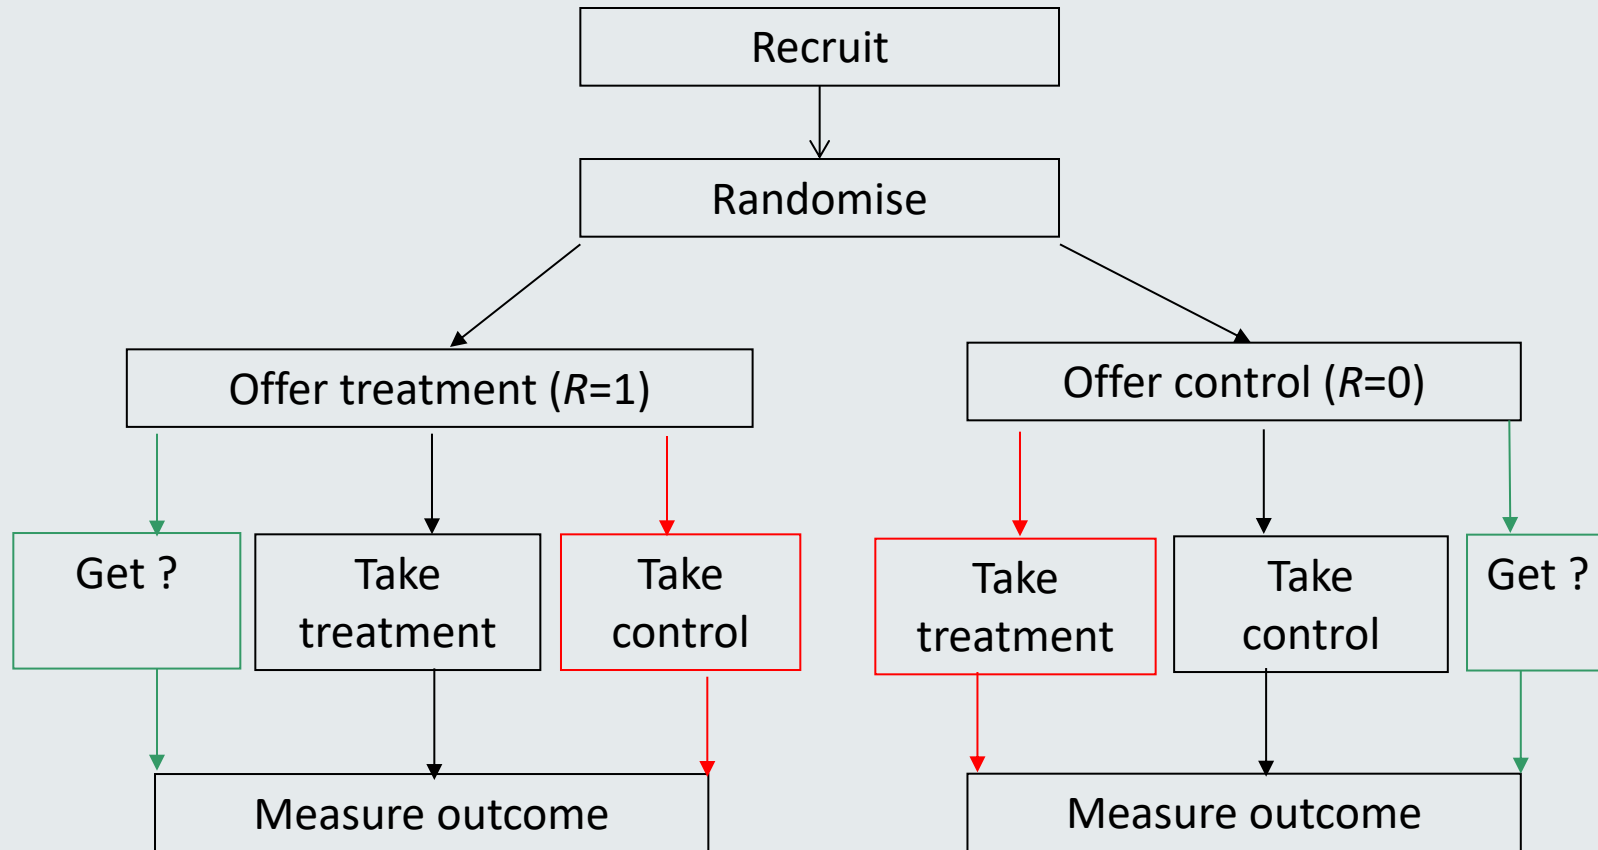 Recruit
Randomise
Offer treatment (R=1)
Offer control (R=0)
Get ?
Take
treatment
Take
control
Take
treatment
Take
control
Get ?
Measure outcome
Measure outcome